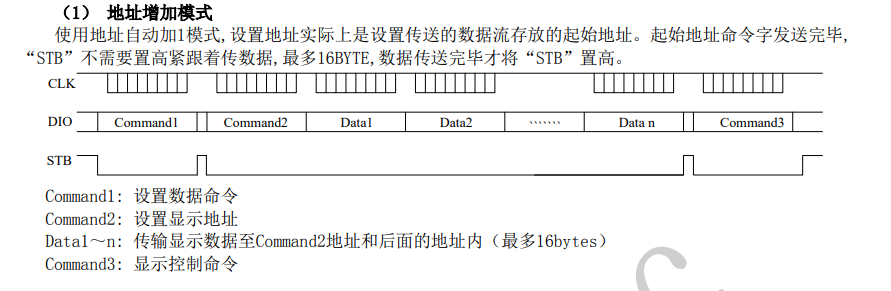 （1） 地址增加模式
使用地址自动加1模式,设置地址实际上是设置传送的数据流存放的起始地址。起始地址命令字发送完毕,
“STB”不需要置高紧跟着传数据,最多16BYTE,数据传送完毕才将“STB”置高。
CLK
DIO Command1 Command2 Data1 Data2 ······· Data n Command3
STB
Command1: 设置数据命令
Command2: 设置显示地址
Data1～n: 传输显示数据至Command2地址和后面的地址内（最多16bytes）
Command3: 显示控制命令